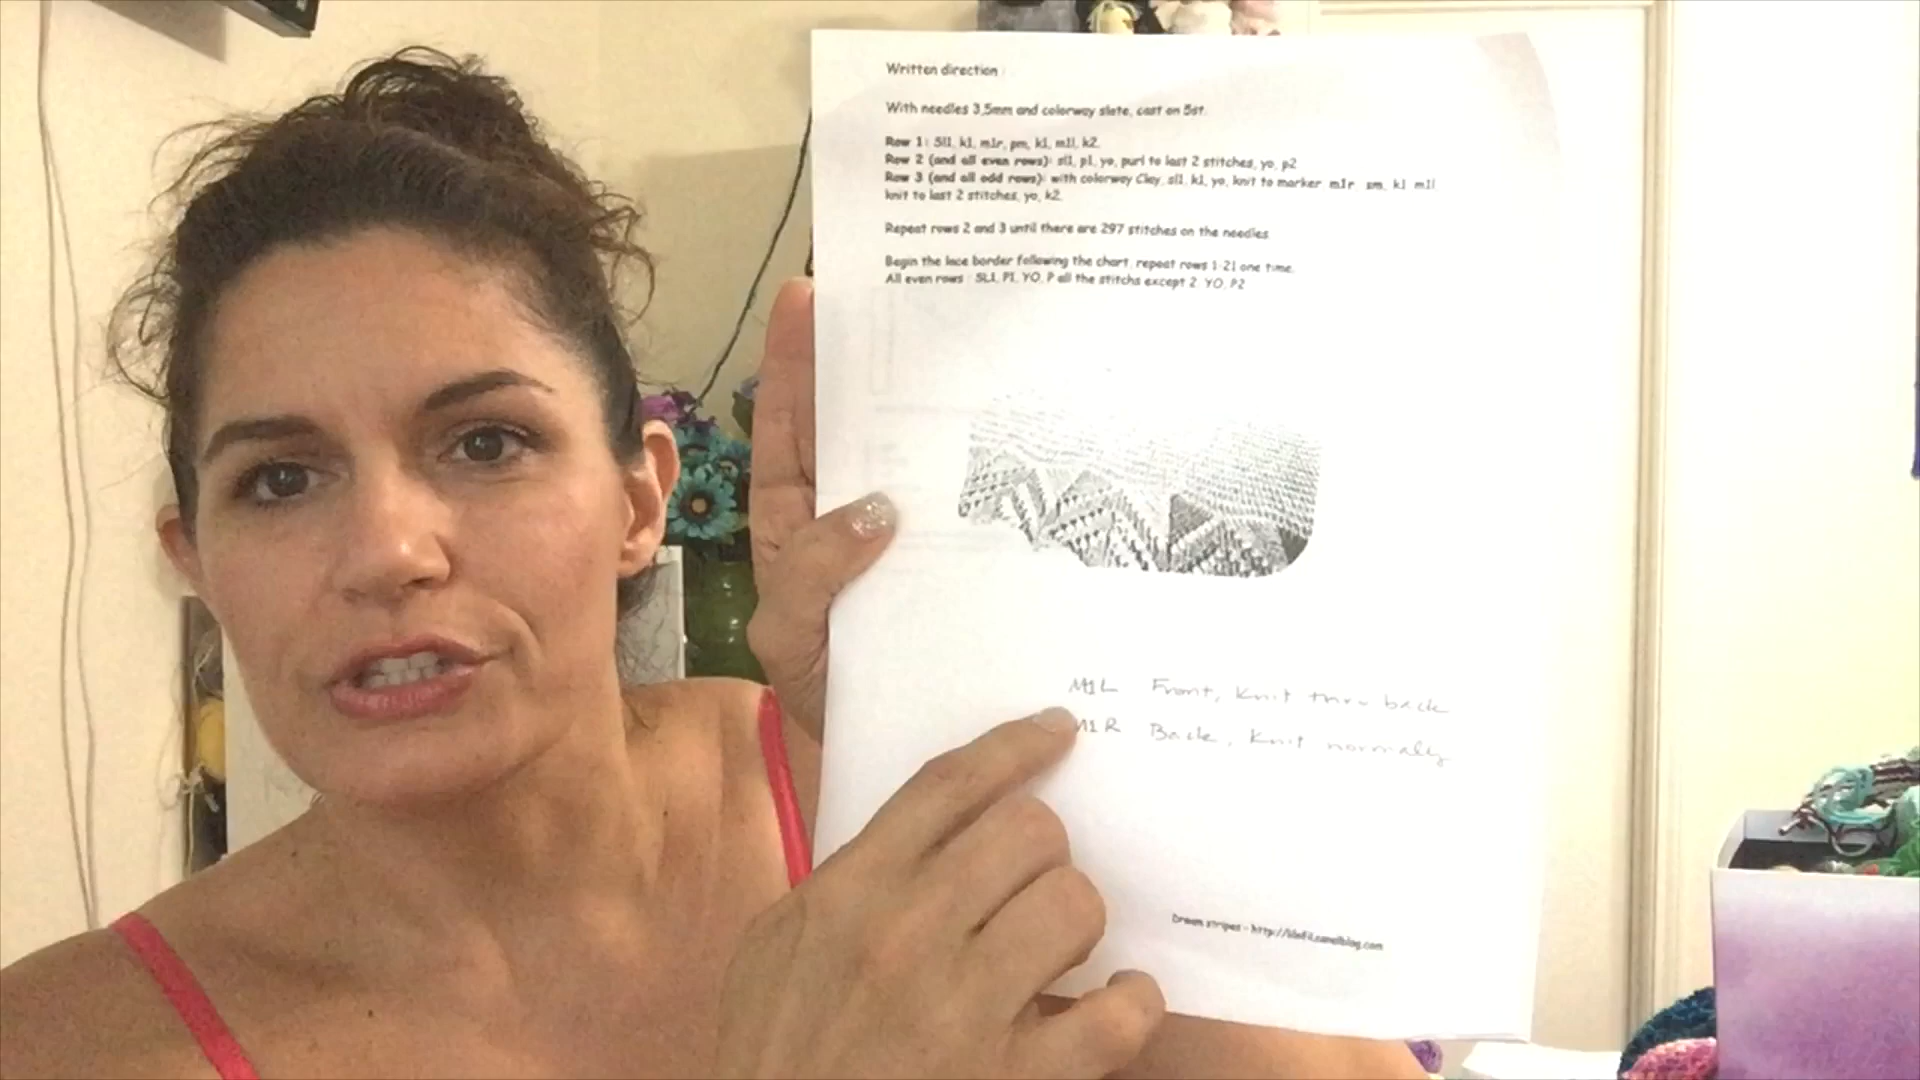 Written direction :
With needles 3,5mm and colorway slate, cast on 5st.
Row 1: Sl1, k1, m1r, pm, k1, m1l, k2.
Row 2 (and all even rows): sl1, p1, yo, purl to last 2 stitches, yo, p2
Row 3 (and all odd rows): with colorway Clay, sl1, k1, yo, knit to marker m1r sm, k1 m1l
knit to last 2 stitches, yo, k2.
Repeat rows 2 and 3 until there are 297 stitches on the needles
Begin the lace border following the chart, repeat rows 1-21 one time.
All even rows : SL1, P1, YO, P all the stitchs except 2, YO, P2
M1L Front, Knit thru back
M1R Back, Knit normally
Dream stripes -